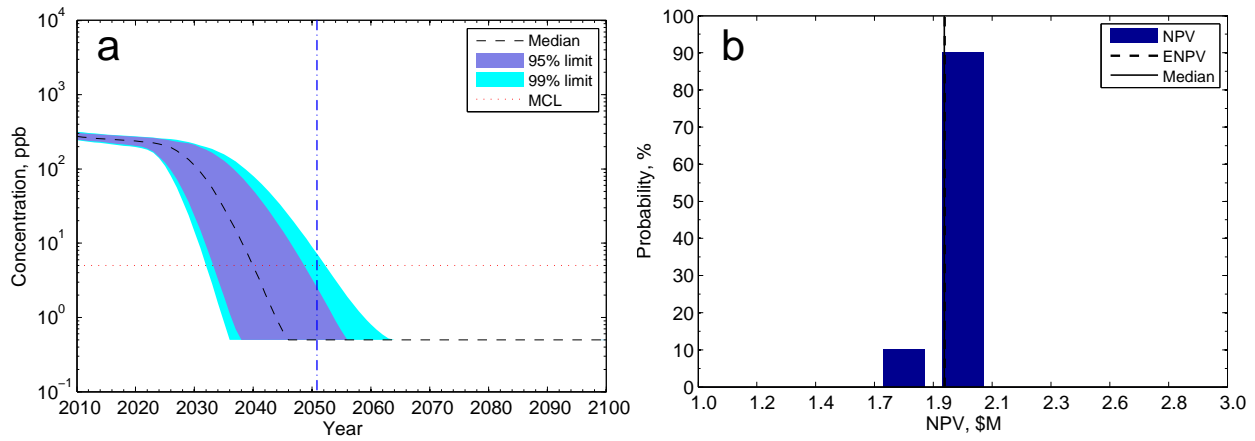 a
Median
95% limit
99% limit
MCL
Concentration, ppb
10^4
10^3
10^2
10^1
10^0
10^−1
2010 2020 2030 2040 2050 2060 2070 2080 2090 2100
Year
b
NPV
ENPV
Median
Probability, %
100
90
80
70
60
50
40
30
20
10
0
1.0 1.2 1.4 1.7 1.9 2.1 2.3 2.6 2.8 3.0
NPV, $M